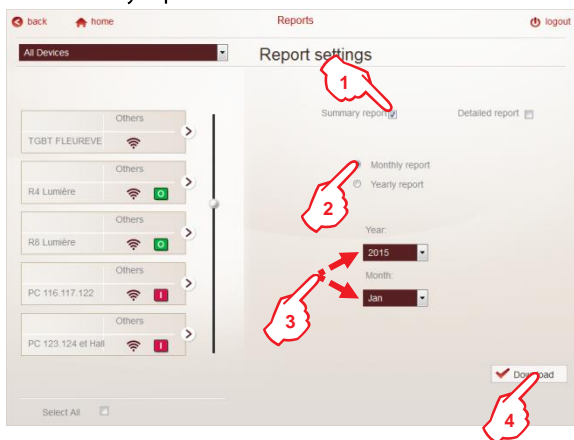 back
home
Reports
logout
All Devices
Report settings
1
Summary report
Detailed report
Others
TGBT FLEUREVE
Monthly report
Yearly report
2
Others
R4 Lumière
O
Others
R8 Lumière
O
Year:
2015
Month:
Jan
3
Others
PC 116.117.122
I
Others
PC 123.124 et Hall
I
Download
4
Select All